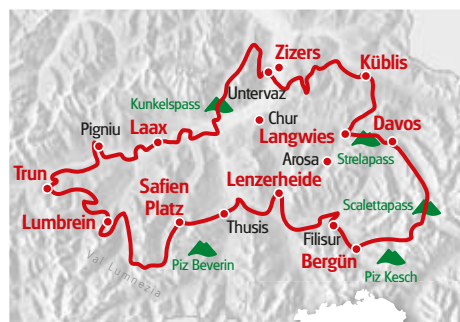 Zizers
Küblis
Untervaz
Kunkelspass
Chur
Pigniu
Laax
Langwies
Davos
Arosa
Strelapass
Trun
Safien
Platz
Lenzerheide
Scalettapass
Lumbrein
Thusis
Filisur
Bergün
Val Lumnezia
Piz Beverin
Piz Kesch